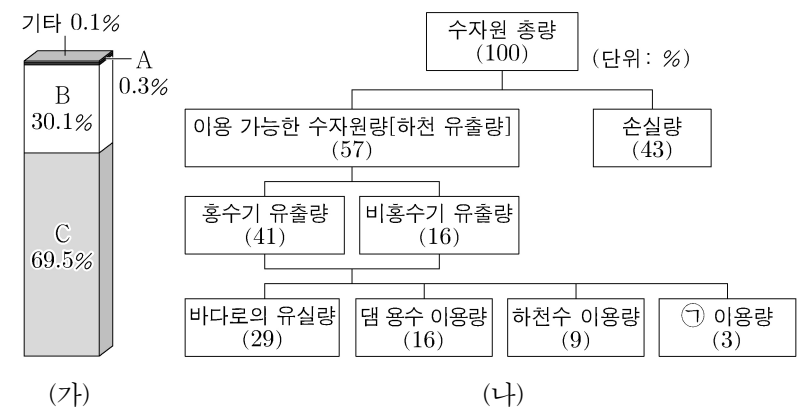 기타 0.1%
A
0.3%
B
30.1%
C
69.5%
(가)
수자원 총량
(100)
(단위: %)
이용 가능한 수자원량[하천 유출량]
(57)
손실량
(43)
홍수기 유출량
(41)
비홍수기 유출량
(16)
바다로의 유실량
(29)
댐 용수 이용량
(16)
하천수 이용량
(9)
㉠ 이용량
(3)
(나)